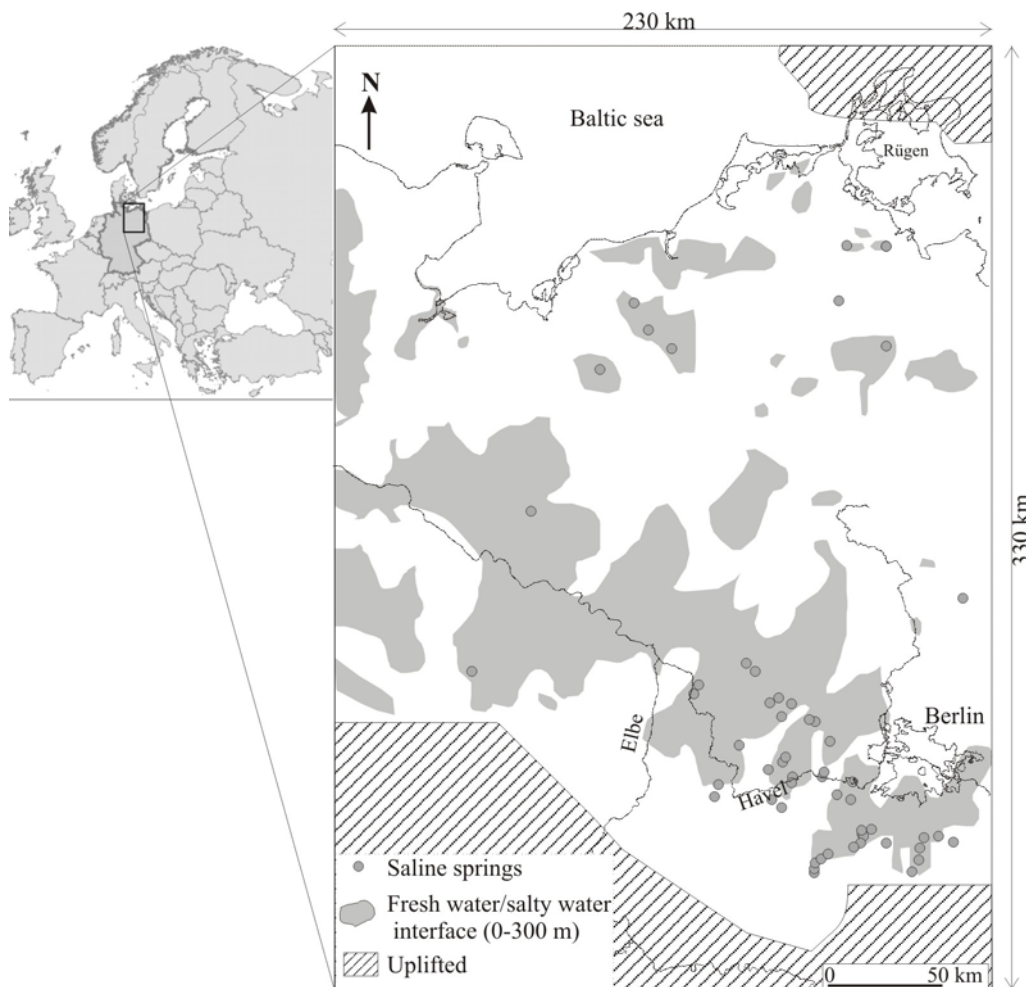 230 km
N
Baltic sea
Rügen
330 km
Elbe
Berlin
Havel
Saline springs
Fresh water/salty water
interface (0-300 m)
Uplifted
0 50 km